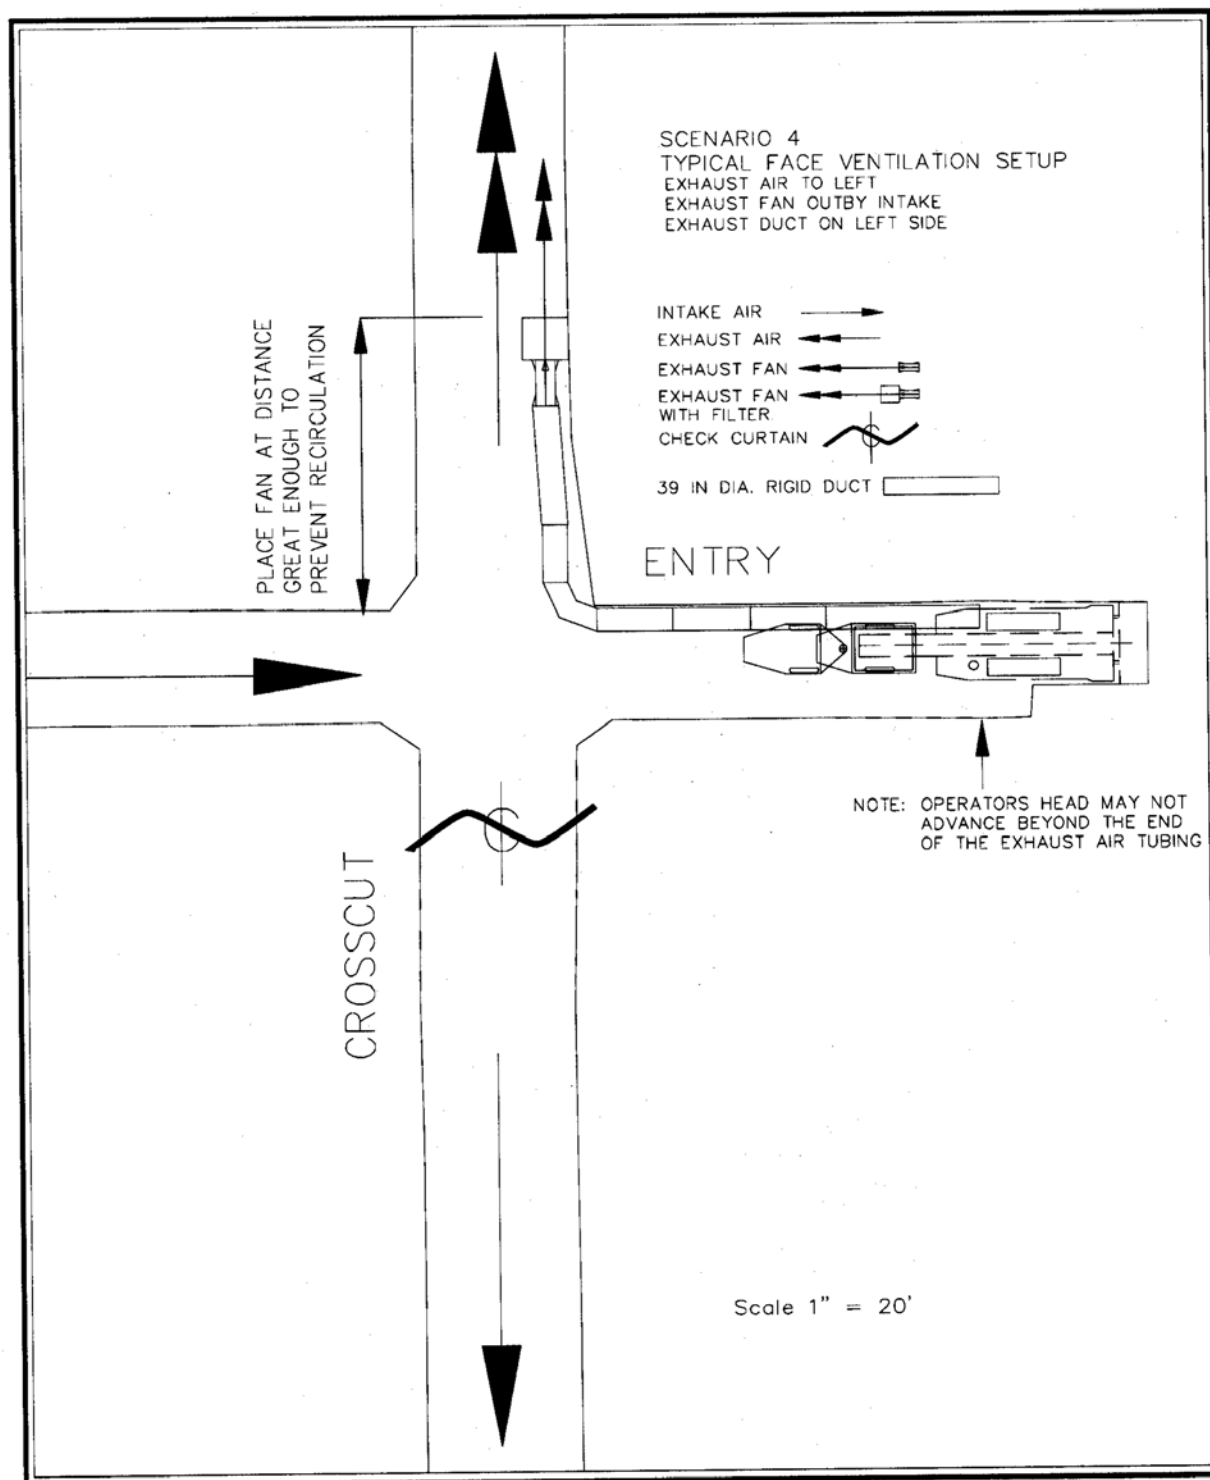 SCENARIO 4
TYPICAL FACE VENTILATION SETUP
EXHAUST AIR TO LEFT
EXHAUST FAN OUTBY INTAKE
EXHAUST DUCT ON LEFT SIDE
INTAKE AIR
EXHAUST AIR
EXHAUST FAN
EXHAUST FAN
WITH FILTER
CHECK CURTAIN
39 IN DIA. RIGID DUCT
PLACE FAN AT DISTANCE
GREAT ENOUGH TO
PREVENT RECIRCULATION
ENTRY
NOTE: OPERATORS HEAD MAY NOT
ADVANCE BEYOND THE END
OF THE EXHAUST AIR TUBING
CROSSCUT
Scale 1" = 20'